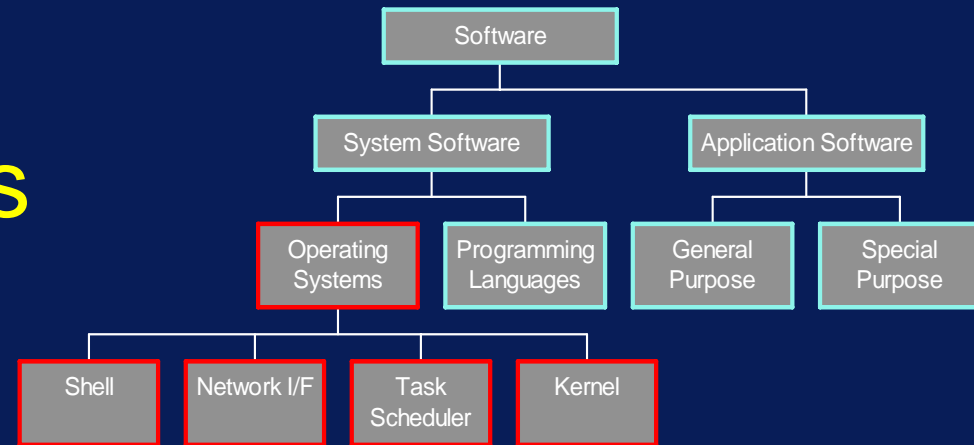 Software
System Software
Application Software
s
Operating
Systems
Programming
Languages
General
Purpose
Special
Purpose
Shell
Network I/F
Task
Scheduler
Kernel